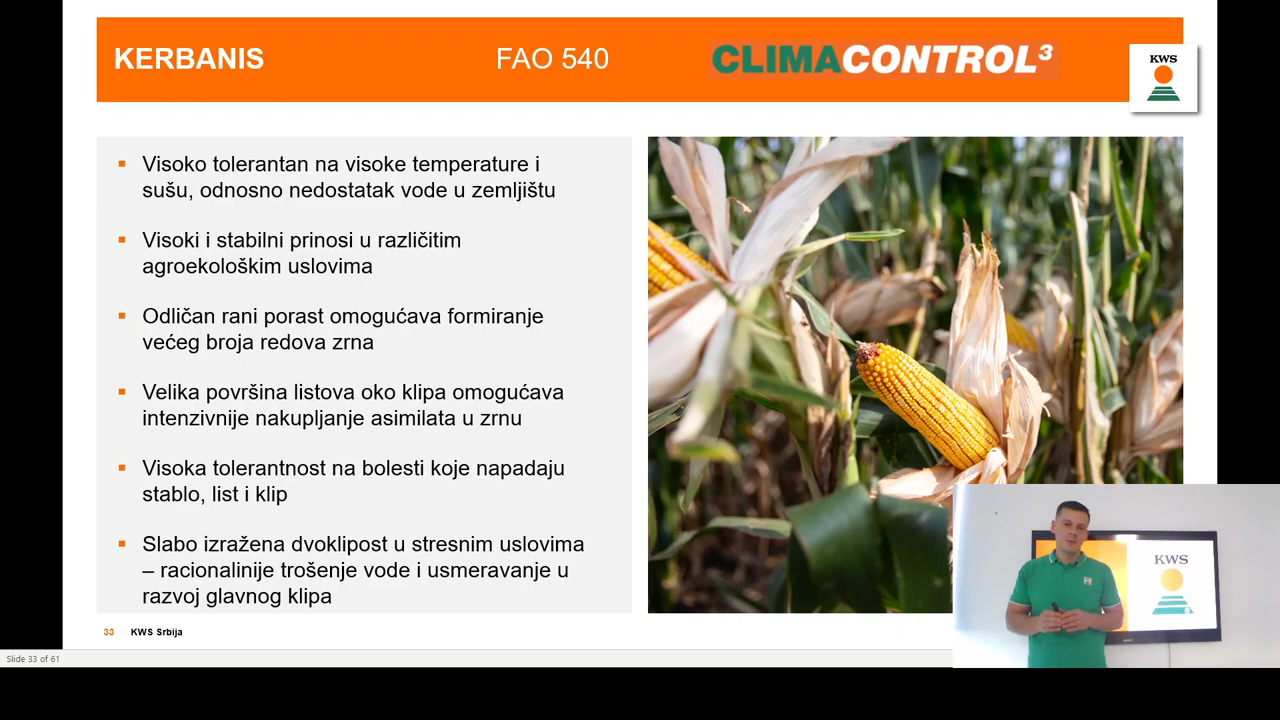 KERBANIS
FAO 540
CLIMACONTROL³
KWS
Visoko tolerantan na visoke temperature i
sušu, odnosno nedostatak vode u zemljištu
Visoki i stabilni prinosi u različitim
agroekološkim uslovima
Odličan rani porast omogućava formiranje
većeg broja redova zrna
Velika površina listova oko klipa omogućava
intenzivnije nakupljanje asimilata u zrnu
Visoka tolerantnost na bolesti koje napadaju
stablo, list i klip
Slabo izražena dvoklipost u stresnim uslovima
– racionalinije trošenje vode i usmeravanje u
razvoj glavnog klipa
KWS
33 KWS Srbija
Slide 33 of 61